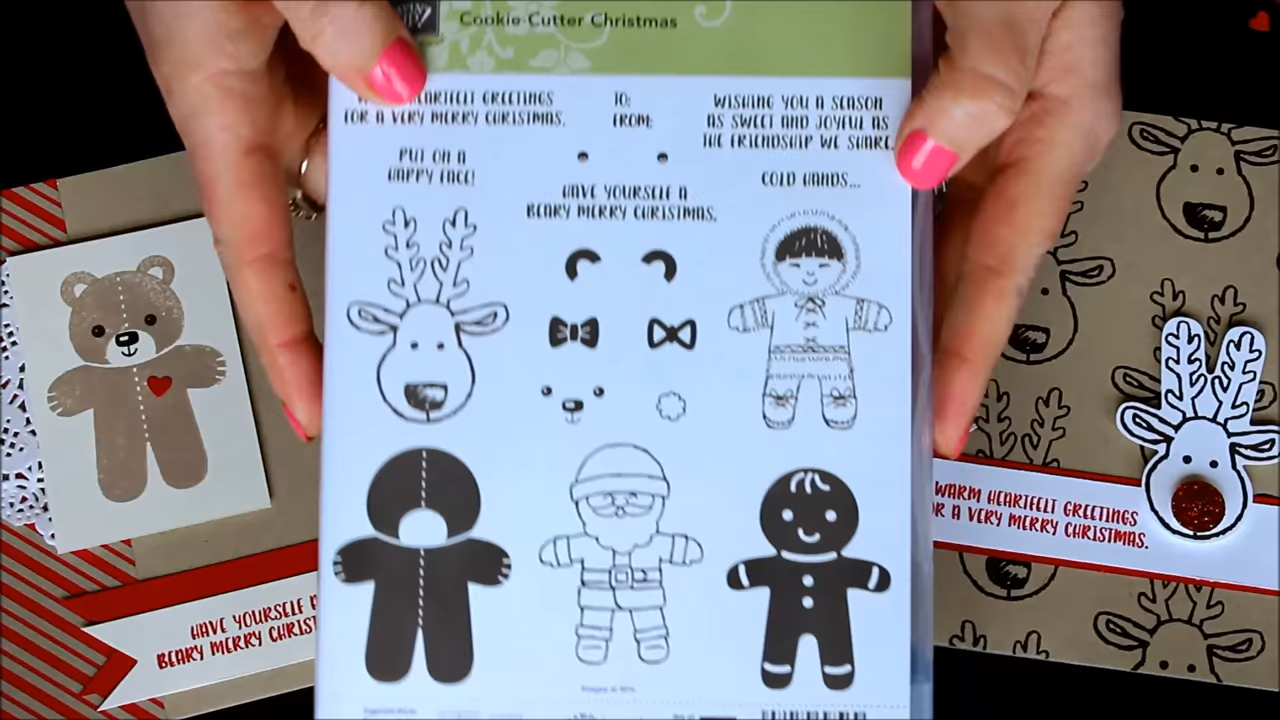 Cookie-Cutter Christmas
HEARTFELT GREETINGS
FOR A VERY MERRY CHRISTMAS.
TO:
FROM:
WISHING YOU A SEASON
AS SWEET AND JOYFUL AS
THE FRIENDSHIP WE SHARE.
PUT ON A
HAPPY FACE!
HAVE YOURSELF A
BEARY MERRY CHRISTMAS.
COLD HANDS...
HAVE YOURSELF
BEARY MERRY CHRIST
WARM HEARTFELT GREETINGS
FOR A VERY MERRY CHRISTMAS.